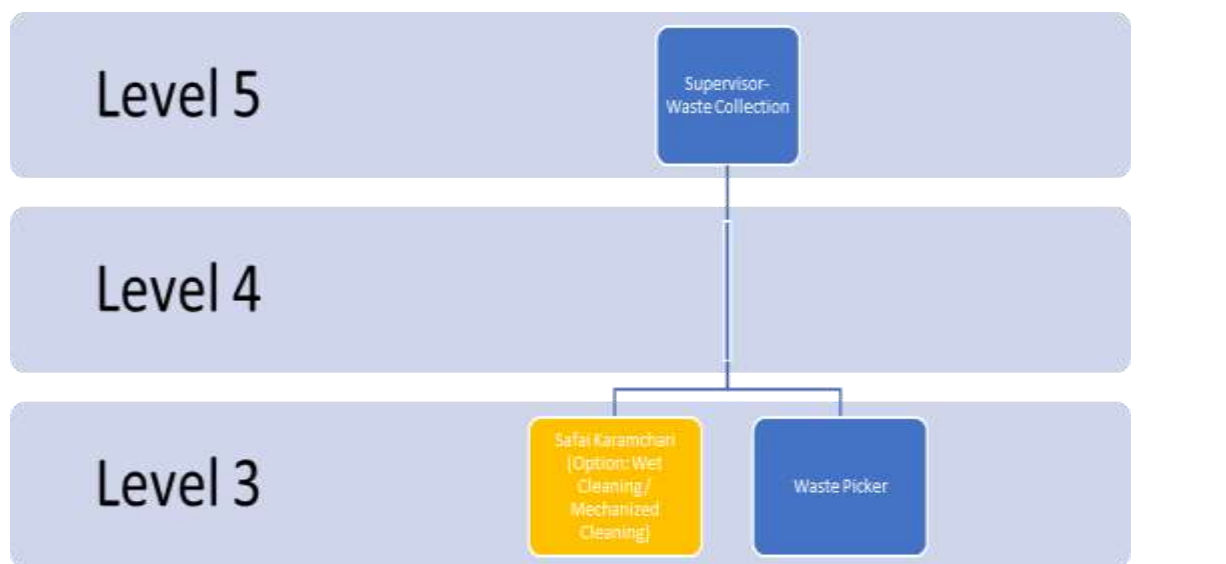 Level 5
Supervisor-
Waste Collection
Level 4
Level 3
Safai Karamchari
(Option: Wet
Cleaning/
Mechanized
Cleaning)
Waste Picker